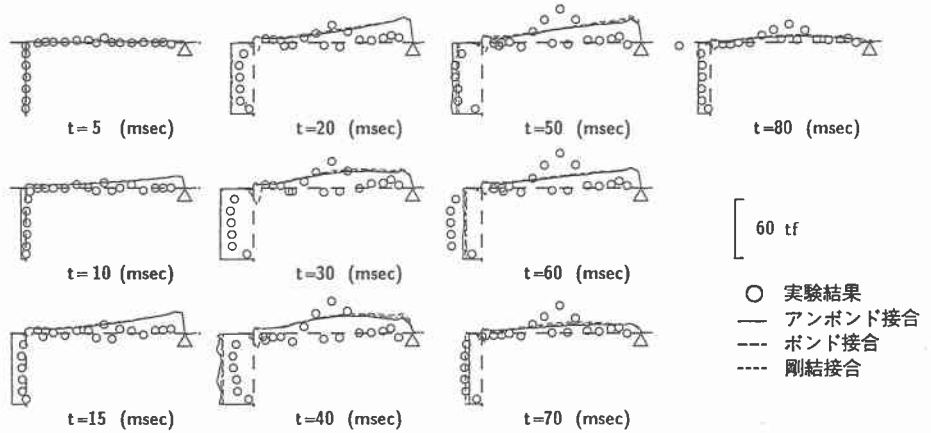 t=5 (msec)
t=20 (msec)
t=50 (msec)
t=80 (msec)
t=10 (msec)
t=30 (msec)
t=60 (msec)
60 tf
t=15 (msec)
t=40 (msec)
t=70 (msec)
実験結果
アンボンド接合
ボンド接合
剛結接合